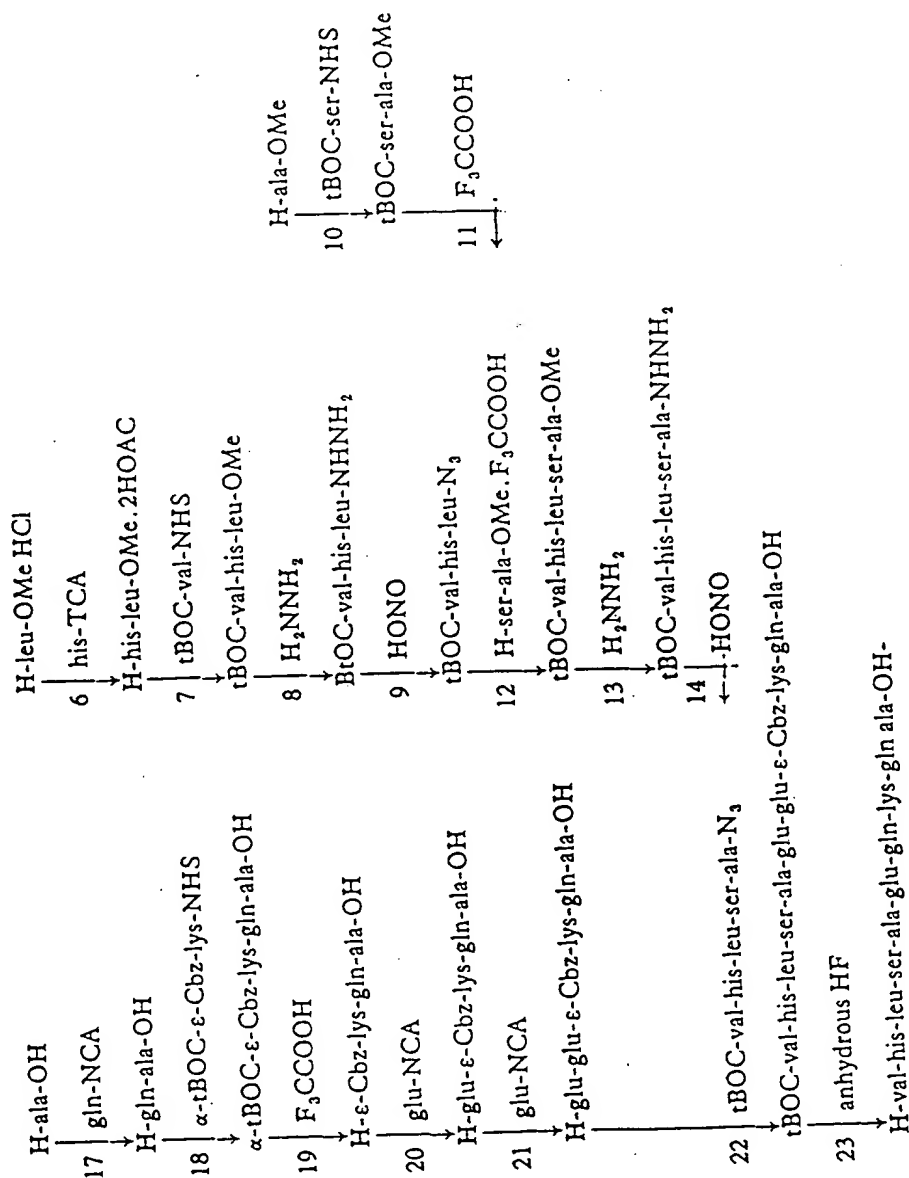 H-ala-OH
17 gln-NCA
H-gln-ala-OH
18 α-tBOC-ε-Cbz-lys-NHS
α-tBOC-ε-Cbz-lys-gln-ala-OH
19 F₃CCOOH
H-ε-Cbz-lys-gln-ala-OH
20 glu-NCA
H-glu-ε-Cbz-lys-gln-ala-OH
21 glu-NCA
H-glu-glu-ε-Cbz-lys-gln-ala-OH
22 tBOC-val-his-leu-ser-ala-N₃
tBOC-val-his-leu-ser-ala-glu-glu-ε-Cbz-lys-gln-ala-OH
23 anhydrous HF
H-val-his-leu-ser-ala-glu-gln-lys-gln ala-OH-
H-leu-OMe HCl
6 his-TCA
H-his-leu-OMe.2HOAC
7 tBOC-val-NHS
tBOC-val-his-leu-OMe
8 H₂NNH₂
BtOC-val-his-leu-NHNH₂
9 HONO
tBOC-val-his-leu-N₃
12 H-ser-ala-OMe.F₃CCOOH
tBOC-val-his-leu-ser-ala-OMe
13 H₂NNH₂
tBOC-val-his-leu-ser-ala-NHNH₂
14 HONO
H-ala-OMe
10 tBOC-ser-NHS
tBOC-ser-ala-OMe
11 F₃CCOOH